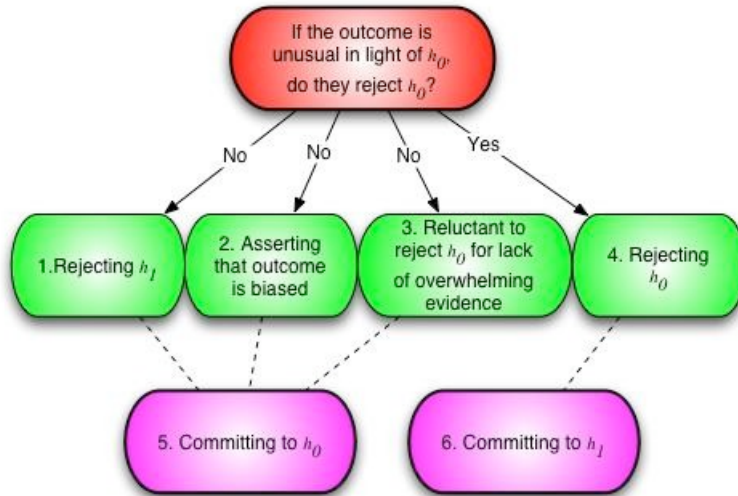 If the outcome is
unusual in light of h₀,
do they reject h₀?
No
No
No
Yes
1.Rejecting h₁
2. Asserting
that outcome
is biased
3. Reluctant to
reject h₀ for lack
of overwhelming
evidence
4. Rejecting
h₀
5. Committing to h₀
6. Committing to h₁